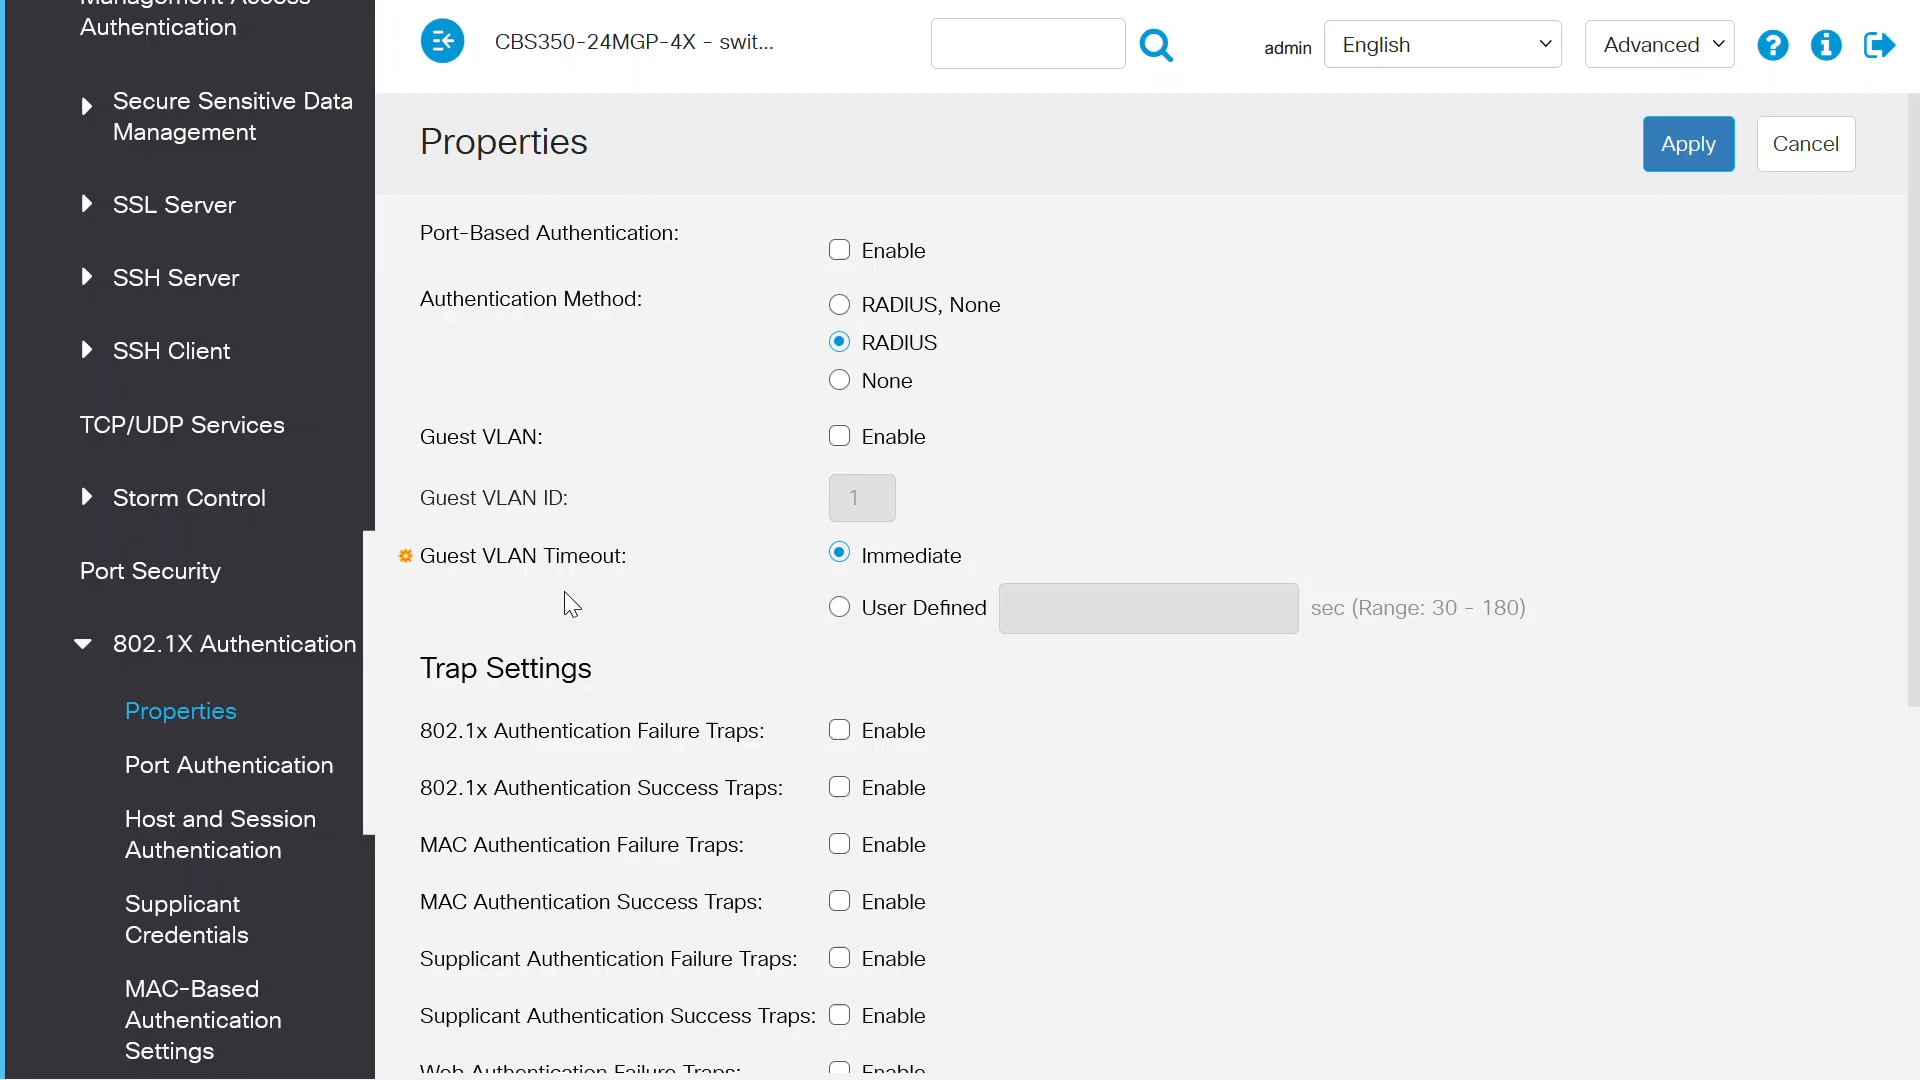 Management Access
Authentication
Secure Sensitive Data
Management
SSL Server
SSH Server
SSH Client
TCP/UDP Services
Storm Control
Port Security
802.1X Authentication
Properties
Port Authentication
Host and Session
Authentication
Supplicant
Credentials
MAC-Based
Authentication
Settings
CBS350-24MGP-4X - swit...
admin
English
Advanced
Properties
Apply
Cancel
Port-Based Authentication:
Enable
Authentication Method:
RADIUS, None
RADIUS
None
Guest VLAN:
Enable
Guest VLAN ID:
1
Guest VLAN Timeout:
Immediate
User Defined
sec (Range: 30 - 180)
Trap Settings
802.1x Authentication Failure Traps:
Enable
802.1x Authentication Success Traps:
Enable
MAC Authentication Failure Traps:
Enable
MAC Authentication Success Traps:
Enable
Supplicant Authentication Failure Traps:
Enable
Supplicant Authentication Success Traps:
Enable
Web Authentication Failure Traps:
Enable